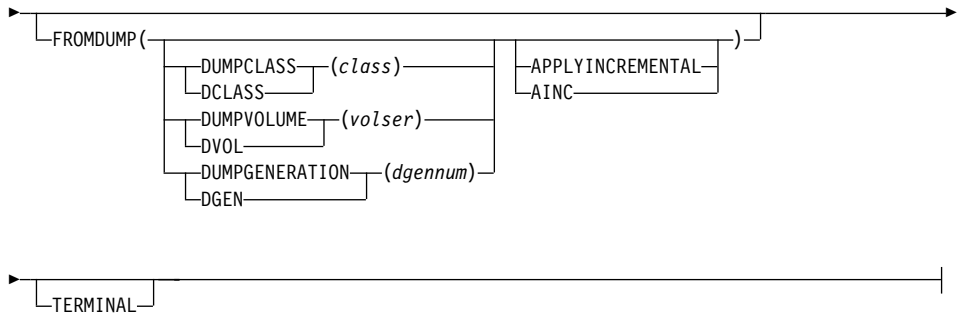 FROMDUMP( )
DUMPCLASS (class) APPLYINCREMENTAL
DCLASS AINC
DUMPVOLUME (volser)
DVOL
DUMPGENERATION (dgennum)
DGEN
TERMINAL